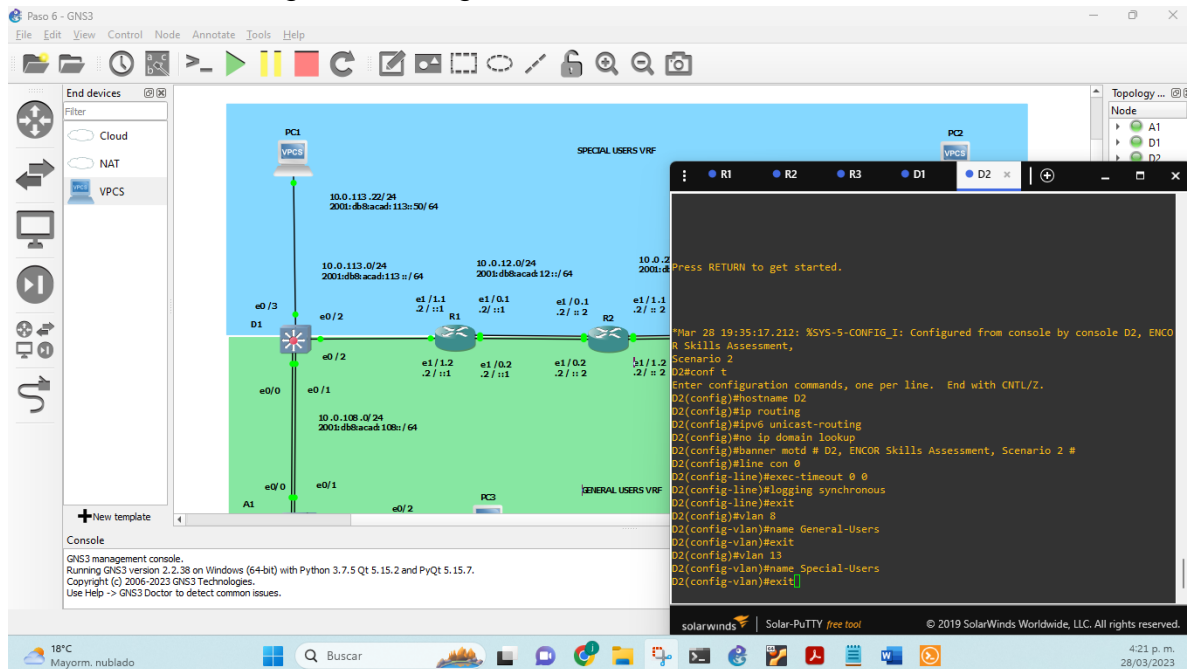 Paso 6 - GNS3
File Edit View Control Node Annotate Tools Help
End devices
Filter
Cloud
NAT
VPCS
New template
Topology ...
Node
A1
D1
D2
PC1
VPCS
SPECIAL USERS VRF
PC2
VPCS
10.0.113 .22/ 24
2001: db8:acad: 113::50/ 64
10.0.113.0/24
2001:db8:acad:113 :: / 64
10.0.12.0/24
2001:db8:acad:12::/ 64
10 .0.2
2001:d
e0 /3
D1
e0/ 2
e1 /1.1
.2 / ::1
R1
e1 / 0.1
.2/ ::1
e1 / 0.1
.2/ :: 2
R2
e1/ 1.1
.2/ :: 2
e0 / 2
e1 / 1.2
.2 / ::1
e1 / 0.2
.2/ ::1
e1 / 0.2
.2/ :: 2
e1/ 1.2
.2/ :: 2
e0/0
e0 /1
10.0.108 .0/ 24
2001: db8:acad: 108:: / 64
e0/ 0
e0/1
A1
e0/ 2
PC3
GENERAL USERS VRF
R1
R2
R3
D1
D2
Press RETURN to get started.
*Mar 28 19:35:17.212: %SYS-5-CONFIG_I: Configured from console by console D2, ENCO
R Skills Assessment,
Scenario 2
D2#conf t
Enter configuration commands, one per line.  End with CNTL/Z.
D2(config)#hostname D2
D2(config)#ip routing
D2(config)#ipv6 unicast-routing
D2(config)#no ip domain lookup
D2(config)#banner motd # D2, ENCOR Skills Assessment, Scenario 2 #
D2(config)#line con 0
D2(config-line)#exec-timeout 0 0
D2(config-line)#logging synchronous
D2(config-line)#exit
D2(config)#vlan 8
D2(config-vlan)#name General-Users
D2(config-vlan)#exit
D2(config)#vlan 13
D2(config-vlan)#name Special-Users
D2(config-vlan)#exit
solarwinds Solar-PuTTY free tool © 2019 SolarWinds Worldwide, LLC. All rights reserved.
Console
GNS3 management console.
Running GNS3 version 2.2.38 on Windows (64-bit) with Python 3.7.5 Qt 5.15.2 and PyQt 5.15.7.
Copyright (c) 2006-2023 GNS3 Technologies.
Use Help -> GNS3 Doctor to detect common issues.
18°C
Mayorm. nublado
Buscar
4:21 p. m.
28/03/2023